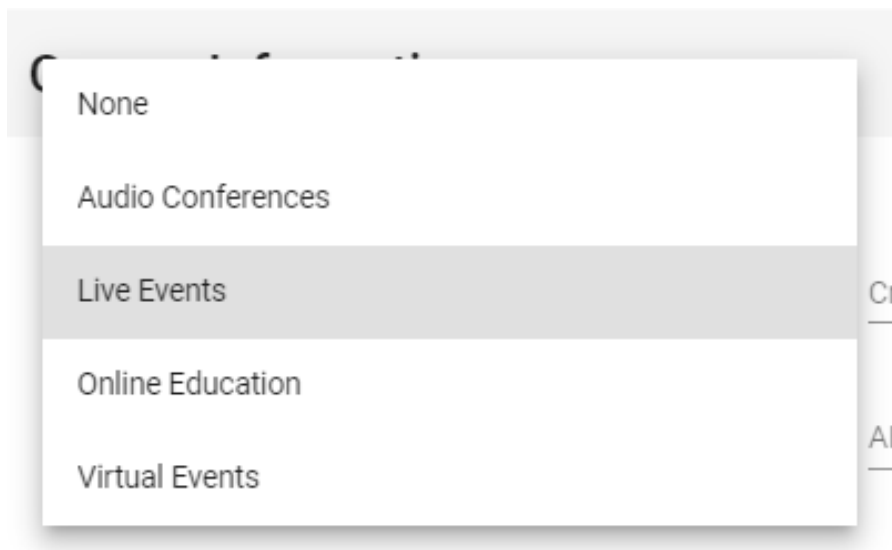 None
Audio Conferences
Live Events
Online Education
Virtual Events